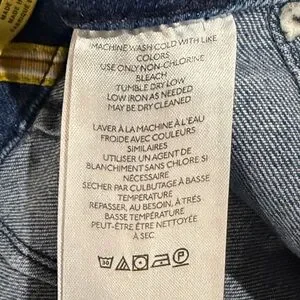 MACHINE WASH COLD WITH LIKE
COLORS
USE ONLY NON-CHLORINE
BLEACH
TUMBLE DRY LOW
LOW IRON AS NEEDED
MAY BE DRY CLEANED
LAVER À LA MACHINE À L'EAU
FROIDE AVEC COULEURS
SIMILAIRES
UTILISER UN AGENT DE
BLANCHIMENT SANS CHLORE SI
NÉCESSAIRE
SECHER PAR CULBUTAGE À BASSE
TEMPÉRATURE
REPASSER, AU BESOIN, À TRÈS
BASSE TEMPÉRATURE
PEUT-ÊTRE ÊTRE NETTOYÉ
À SEC
30
P